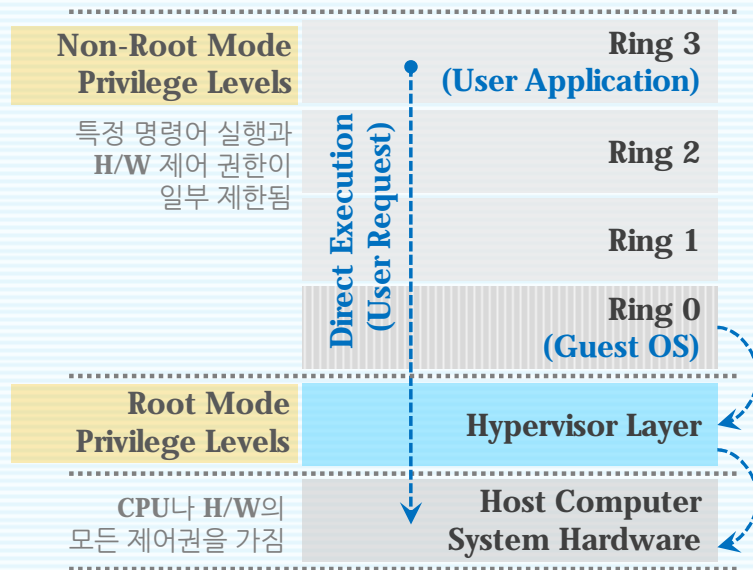 Non-Root Mode
Privilege Levels
특정 명령어 실행과
H/W 제어 권한이
일부 제한됨
Ring 3
(User Application)
Ring 2
Ring 1
Ring 0
(Guest OS)
Direct Execution
(User Request)
Root Mode
Privilege Levels
Hypervisor Layer
CPU나 H/W의
모든 제어권을 가짐
Host Computer
System Hardware